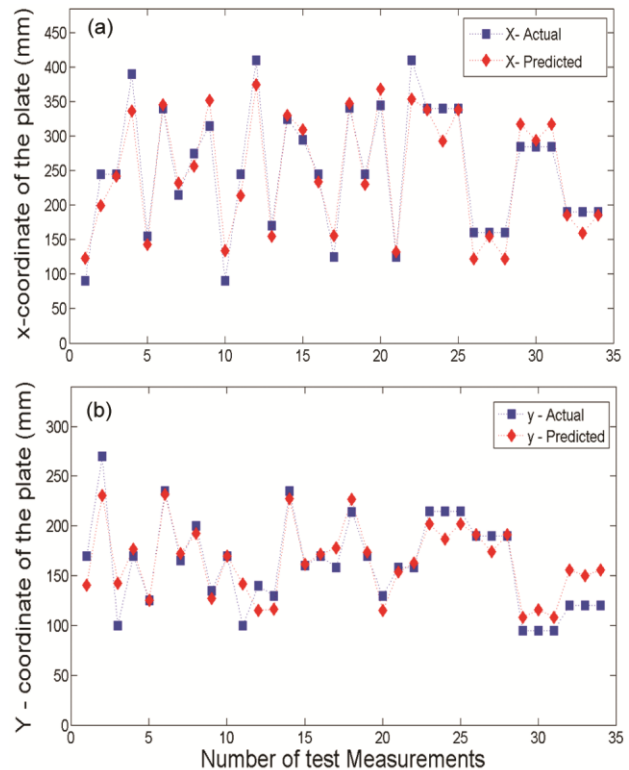 (a)
X- Actual
X- Predicted
X-coordinate of the plate (mm)
450
400
350
300
250
200
150
100
50
0
0 5 10 15 20 25 30 35
(b)
y - Actual
y - Predicted
Y - coordinate of the plate (mm)
300
250
200
150
100
50
0
0 5 10 15 20 25 30 35
Number of test Measurements